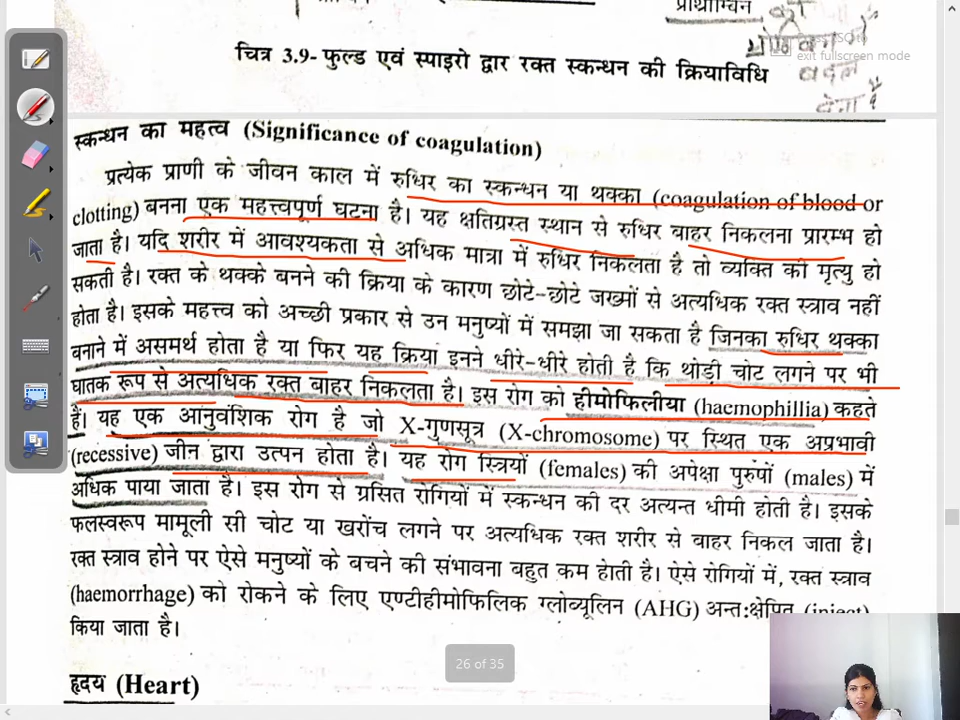 प्रोथोम्बिन
exit fullscreen mode
चित्र 3.9- फुल्ड एवं स्पाइरो द्वार रक्त स्कन्धन की क्रियाविधि
स्कन्धन का महत्व (Significance of coagulation)
प्रत्येक प्राणी के जीवन काल में रुधिर का स्कन्धन या थक्का (coagulation of blood or
clotting) बनना एक महत्त्वपूर्ण घटना है। यह क्षतिग्रस्त स्थान से रुधिर बाहर निकलना प्रारम्भ हो
जाता है। यदि शरीर में आवश्यकता से अधिक मात्रा में रुधिर निकलता है तो व्यक्ति की मृत्यु हो
सकती है। रक्त के थक्के बनने की क्रिया के कारण छोटे-छोटे जख्मों से अत्यधिक रक्त स्त्राव नहीं
होता है। इसके महत्त्व को अच्छी प्रकार से उन मनुष्यों में समझा जा सकता है जिनका रुधिर थक्का
बनाने में असमर्थ होता है या फिर यह क्रिया इनने धीरे-धीरे होती है कि थोड़ी चोट लगने पर भी
घातक रूप से अत्यधिक रक्त बाहर निकलता है। इस रोग को हीमोफिलीया (haemophillia) कहते
हैं। यह एक आनुवंशिक रोग है जो X-गुणसूत्र (X-chromosome) पर स्थित एक अप्रभावी
(recessive) जीन द्वारा उत्पन होता है। यह रोग स्त्रियों (females) की अपेक्षा पुरुषों (males) में
अधिक पाया जाता है। इस रोग से ग्रसित रोगियों में स्कन्धन की दर अत्यन्त धीमी होती है। इसके
फलस्वरूप मामूली सी चोट या खरोंच लगने पर अत्यधिक रक्त शरीर से बाहर निकल जाता है।
रक्त स्त्राव होने पर ऐसे मनुष्यों के बचने की संभावना बहुत कम होती है। ऐसे रोगियों में, रक्त स्त्राव
(haemorrhage) को रोकने के लिए एण्टीहीमोफिलिक ग्लोब्यूलिन (AHG) अन्त:क्षेपित (inject)
किया जाता है।
26 of 35
हृदय (Heart)